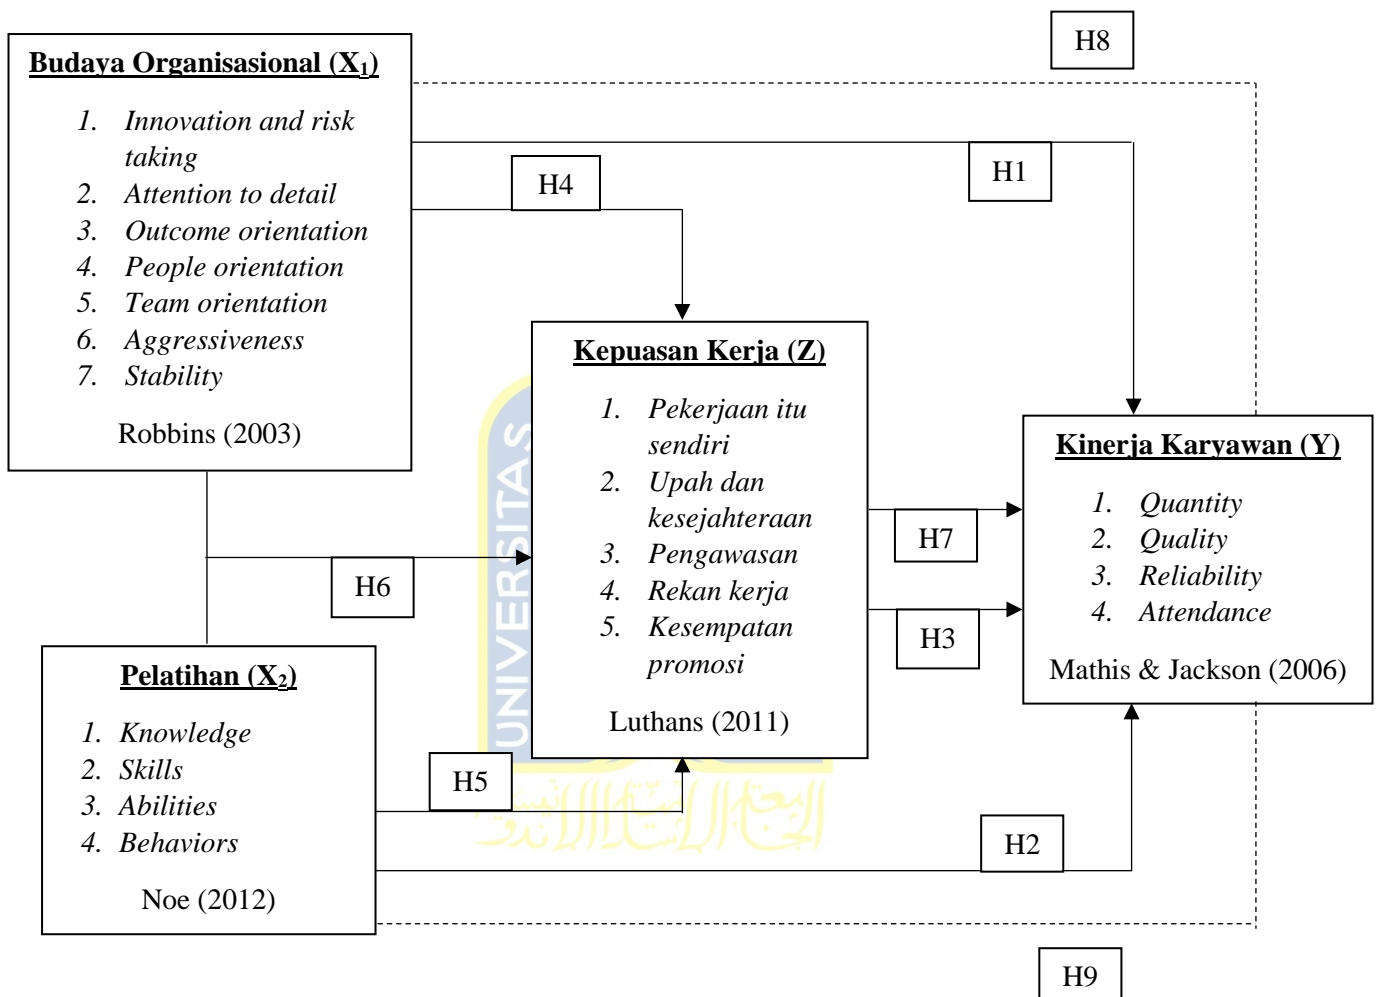 H8
Budaya Organisasional (X1)
1. Innovation and risk
taking
2. Attention to detail
3. Outcome orientation
4. People orientation
5. Team orientation
6. Aggressiveness
7. Stability
Robbins (2003)
H4
H1
Kepuasan Kerja (Z)
1. Pekerjaan itu
sendiri
2. Upah dan
kesejahteraan
3. Pengawasan
4. Rekan kerja
5. Kesempatan
promosi
Luthans (2011)
Kinerja Karyawan (Y)
1. Quantity
2. Quality
3. Reliability
4. Attendance
Mathis & Jackson (2006)
H7
H3
H6
UNIVERSITAS
Pelatihan (X2)
1. Knowledge
2. Skills
3. Abilities
4. Behaviors
Noe (2012)
H5
H2
H9